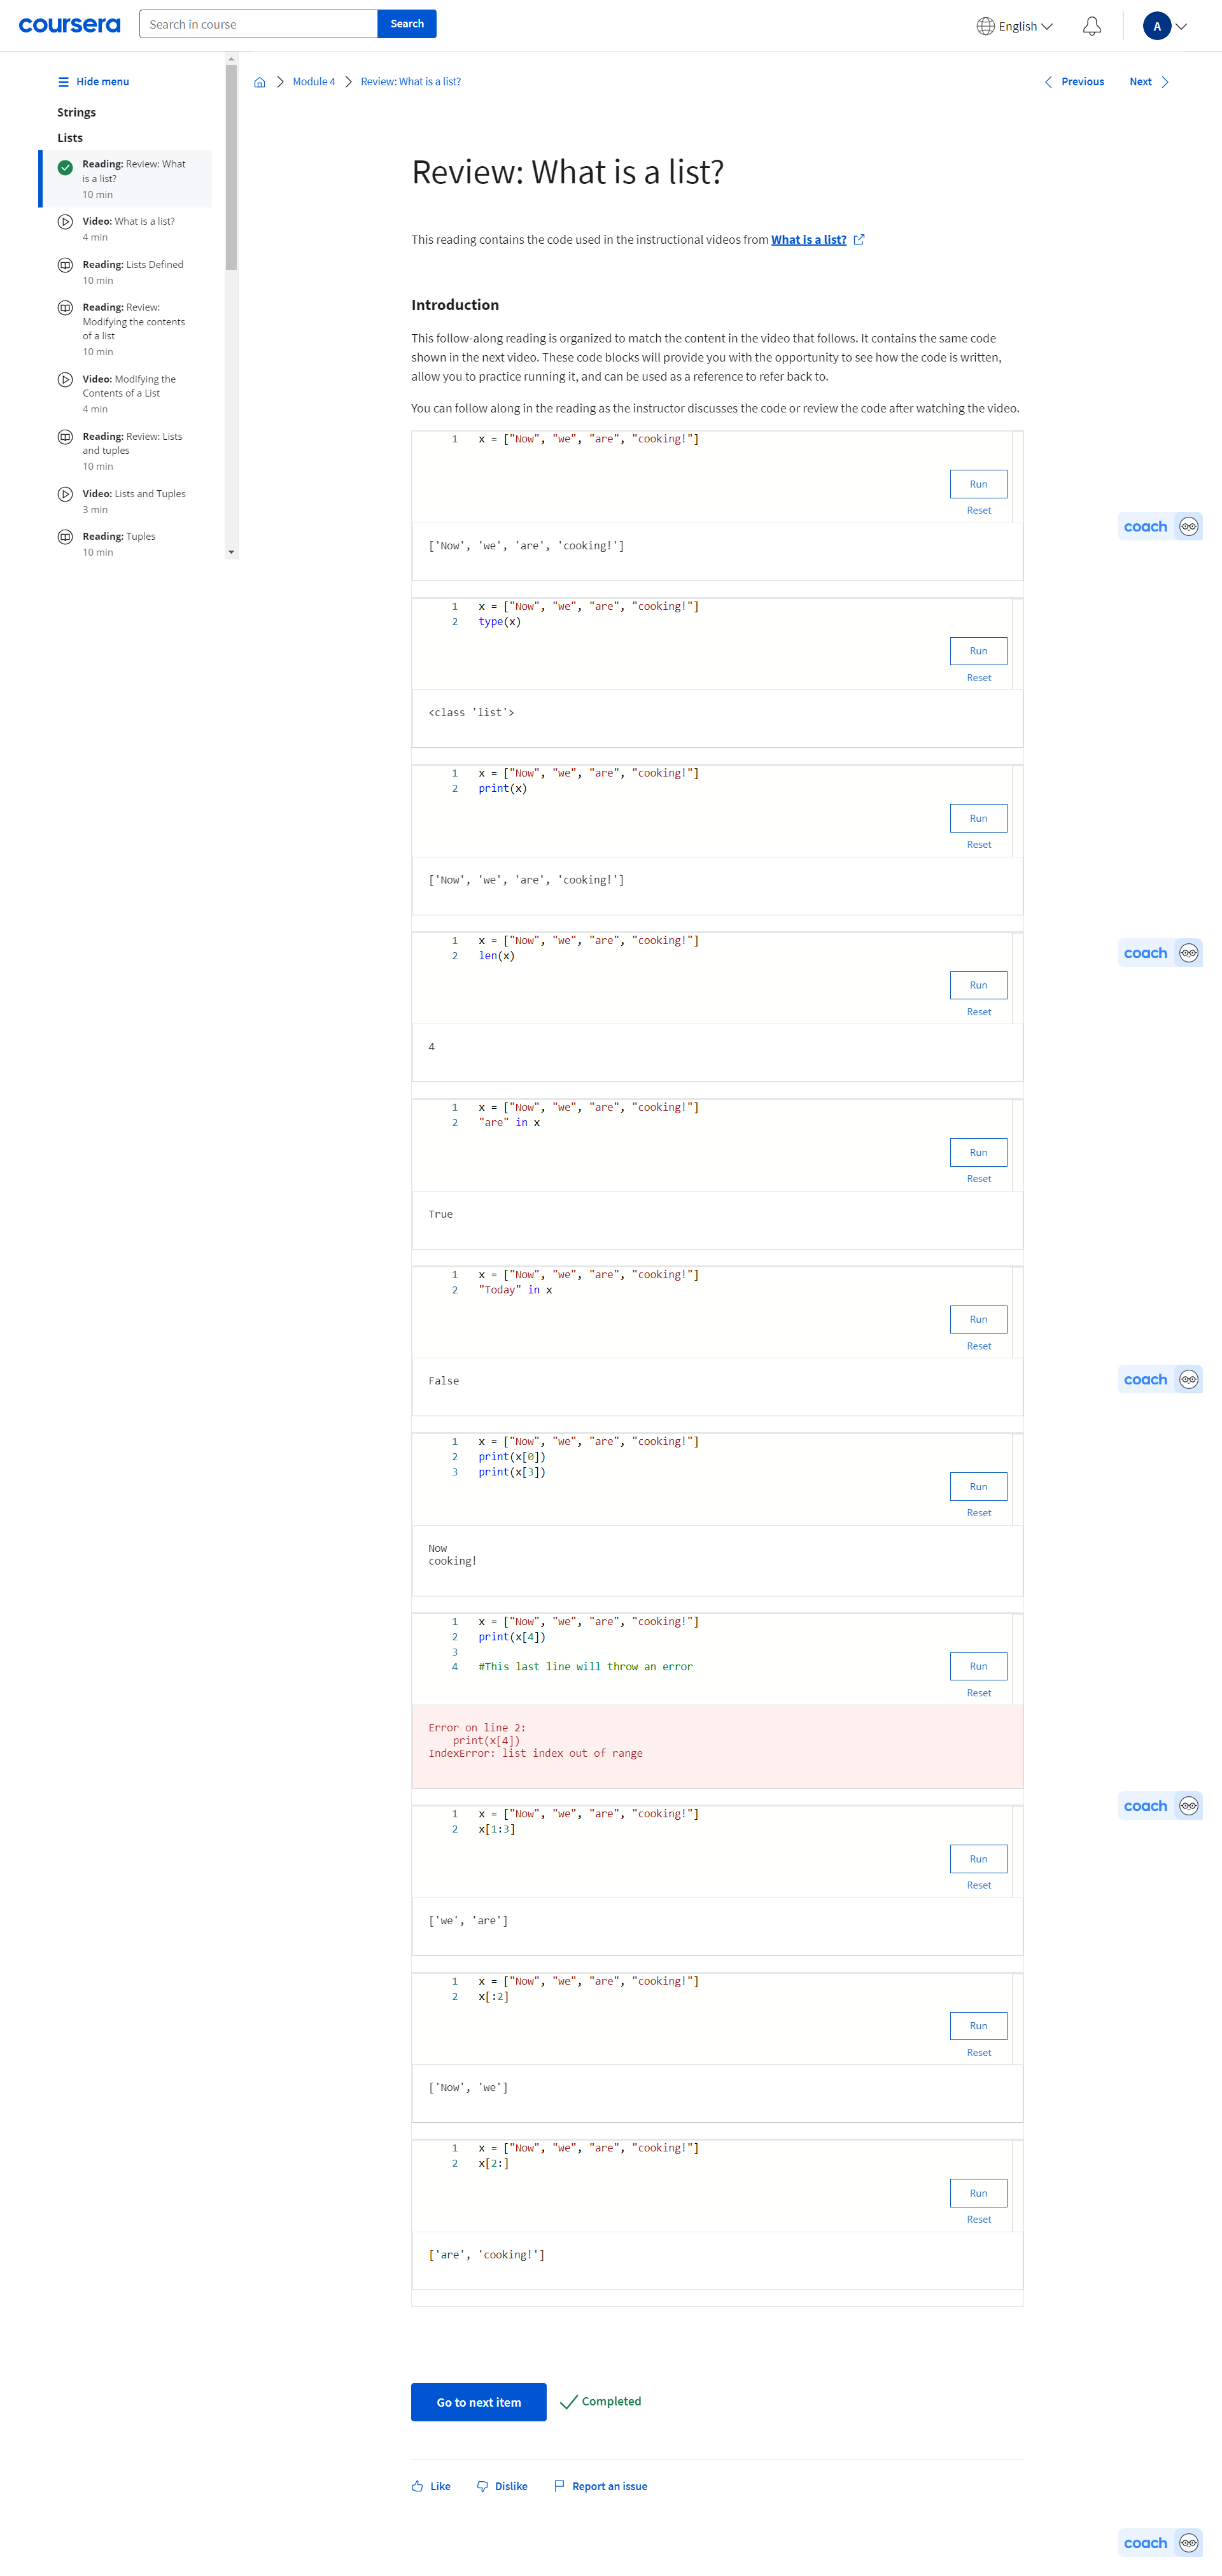 coursera
Search in course
Search
English
A
Hide menu
Strings
Lists
Reading: Review: What
is a list?
10 min
Video: What is a list?
4 min
Reading: Lists Defined
10 min
Reading: Review:
Modifying the contents
of a list
10 min
Video: Modifying the
Contents of a List
4 min
Reading: Review: Lists
and tuples
10 min
Video: Lists and Tuples
3 min
Reading: Tuples
10 min
Module 4
Review: What is a list?
Previous
Next
Review: What is a list?
This reading contains the code used in the instructional videos from What is a list?
Introduction
This follow-along reading is organized to match the content in the video that follows. It contains the same code
shown in the next video. These code blocks will provide you with the opportunity to see how the code is written,
allow you to practice running it, and can be used as a reference to refer back to.
You can follow along in the reading as the instructor discusses the code or review the code after watching the video.
1 x = ["Now", "we", "are", "cooking!"]
Run
Reset
['Now', 'we', 'are', 'cooking!']
coach
1 x = ["Now", "we", "are", "cooking!"]
2 type(x)
Run
Reset
<class 'list'>
1 x = ["Now", "we", "are", "cooking!"]
2 print(x)
Run
Reset
['Now', 'we', 'are', 'cooking!']
1 x = ["Now", "we", "are", "cooking!"]
2 len(x)
coach
Run
Reset
4
1 x = ["Now", "we", "are", "cooking!"]
2 "are" in x
Run
Reset
True
1 x = ["Now", "we", "are", "cooking!"]
2 "Today" in x
Run
Reset
False
coach
1 x = ["Now", "we", "are", "cooking!"]
2 print(x[0])
3 print(x[3])
Run
Reset
Now
cooking!
1 x = ["Now", "we", "are", "cooking!"]
2 print(x[4])
3
4 #This last line will throw an error
Run
Reset
Error on line 2:
print(x[4])
IndexError: list index out of range
coach
1 x = ["Now", "we", "are", "cooking!"]
2 x[1:3]
Run
Reset
['we', 'are']
1 x = ["Now", "we", "are", "cooking!"]
2 x[:2]
Run
Reset
['Now', 'we']
1 x = ["Now", "we", "are", "cooking!"]
2 x[2:]
Run
Reset
['are', 'cooking!']
Go to next item
Completed
Like
Dislike
Report an issue
coach